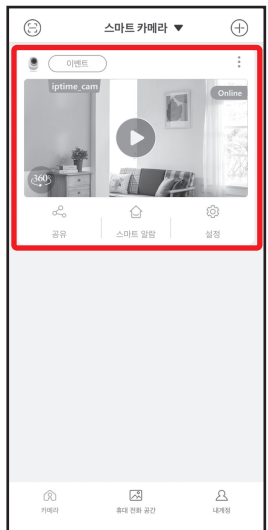 스마트 카메라 ▼
이벤트
iptime_cam
Online
360°
공유
스마트 알람
설정
카메라
휴대 전화 공간
내계정